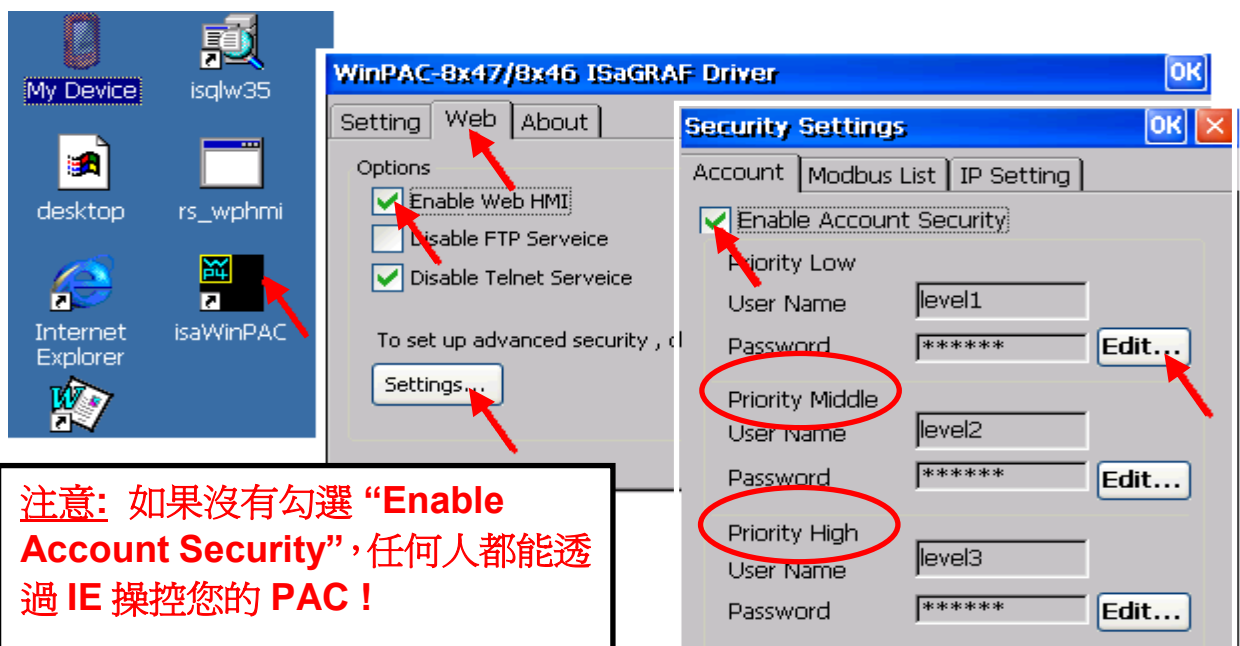 My Device
isqlw35
desktop
rs_wphmi
Internet
Explorer
isaWinPAC
WinPAC-8x47/8x46 ISaGRAF Driver
OK
Setting
Web
About
Options
Enable Web HMI
Disable FTP Serveice
Disable Telnet Serveice
To set up advanced security ,
Settings...
Security Settings
OK
Account
Modbus List
IP Setting
Enable Account Security
Priority Low
User Name
level1
Password
******
Edit...
Priority Middle
User Name
level2
Password
******
Edit...
Priority High
User Name
level3
Password
******
Edit...
注意: 如果沒有勾選 “Enable
Account Security”，任何人都能透
過 IE 操控您的 PAC !